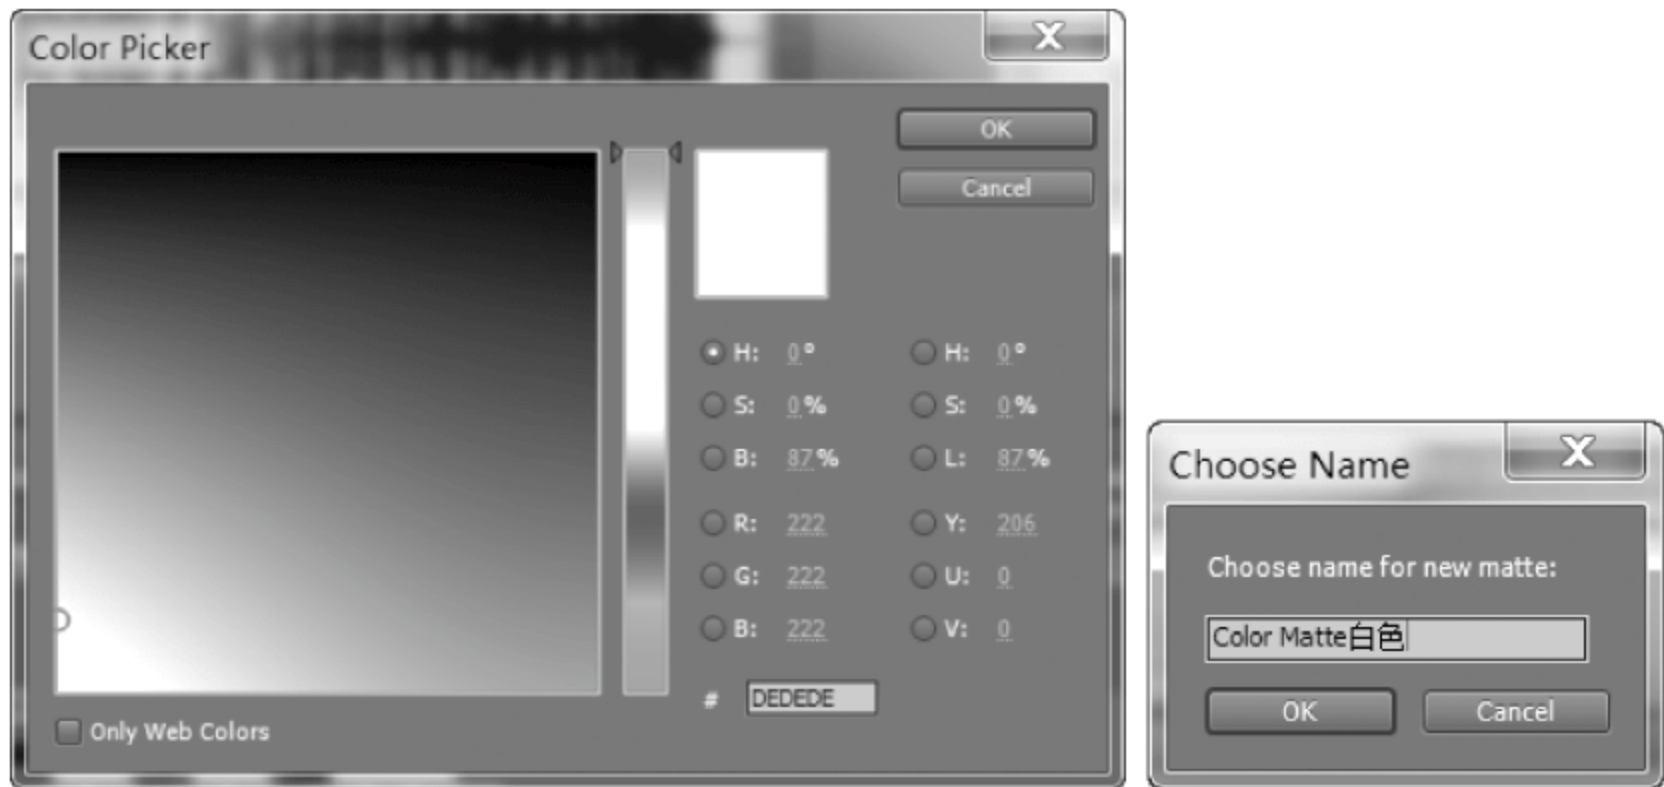 Color Picker
X
OK
Cancel
H: 0° H: 0°
S: 0% S: 0%
B: 87% L: 87%
R: 222 Y: 206
G: 222 U: 0
B: 222 V: 0
# DEDEDE
Only Web Colors
Choose Name
X
Choose name for new matte:
Color Matte白色
OK Cancel